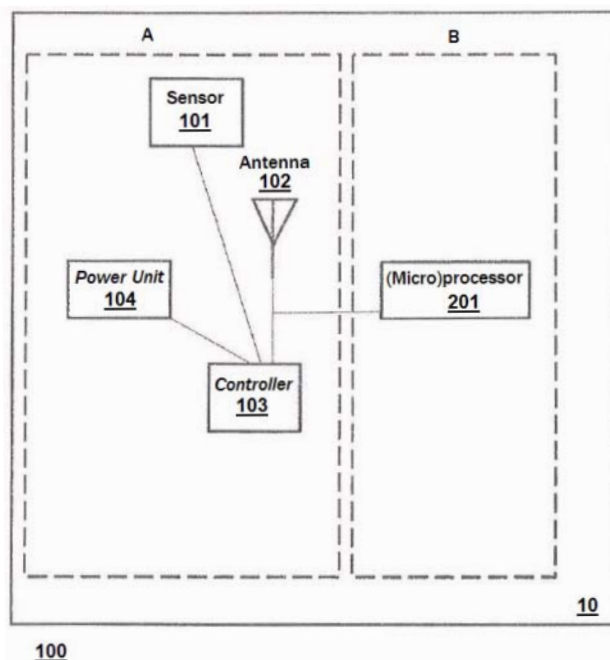 A
B
Sensor
101
Antenna
102
Power Unit
104
(Micro)processor
201
Controller
103
10
100